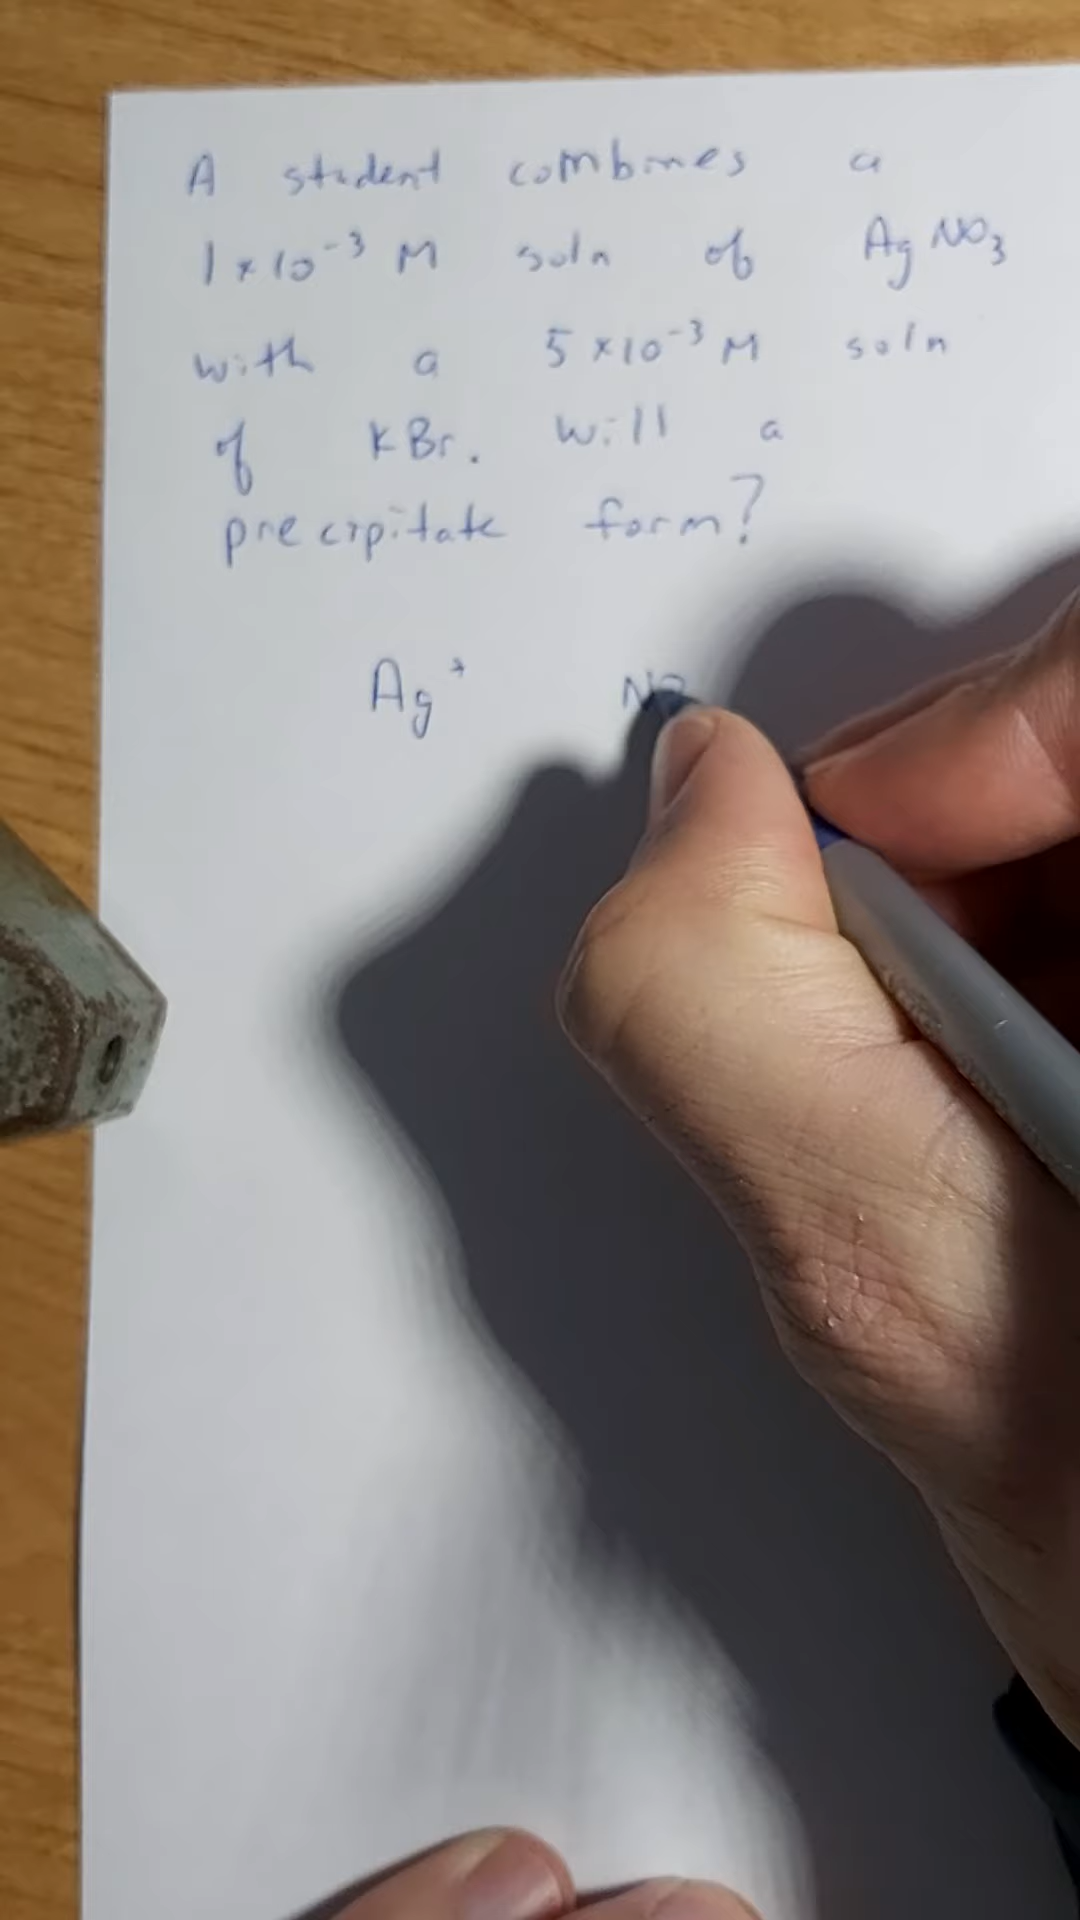 A student combines a
1×10⁻³ M soln of AgNO₃
with a 5×10⁻³ M soln
of KBr. Will a
precipitate form?
Ag⁺ NO